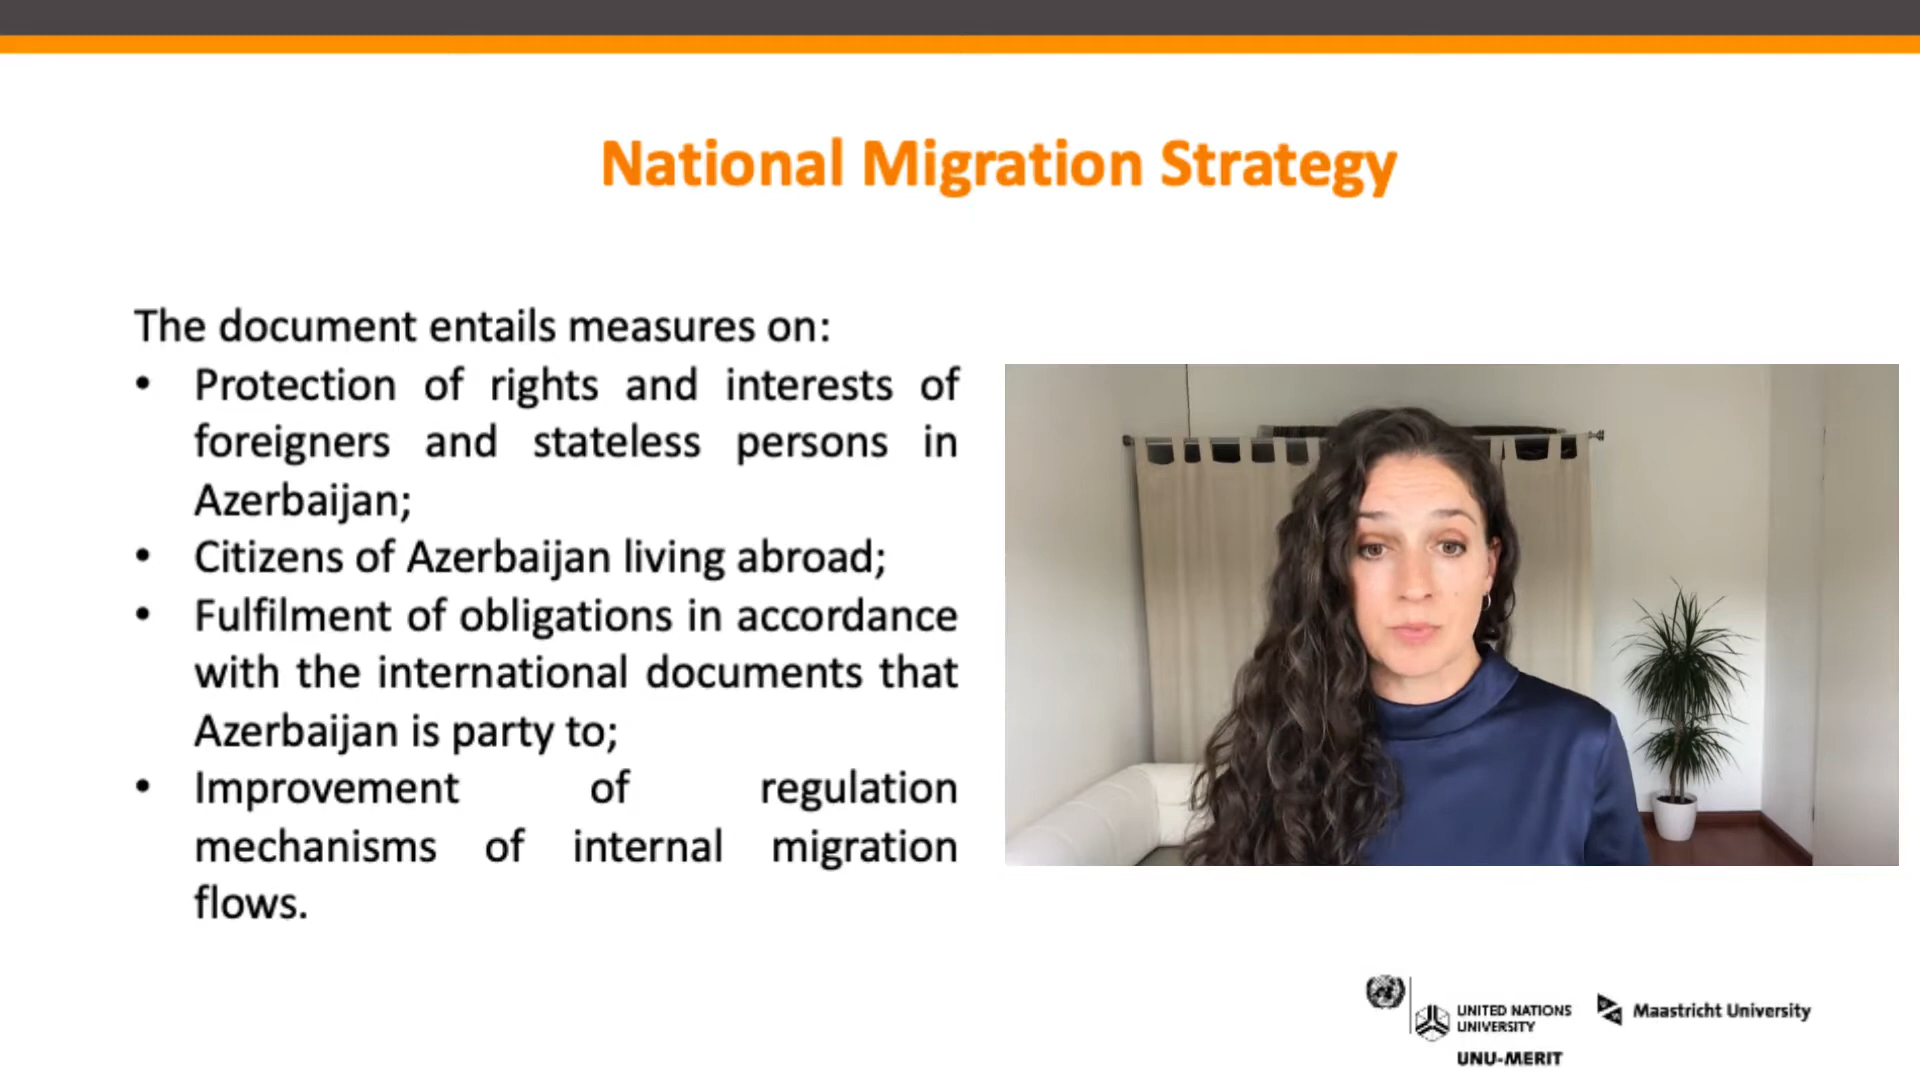 National Migration Strategy
The document entails measures on:
• Protection of rights and interests of
foreigners and stateless persons in
Azerbaijan;
• Citizens of Azerbaijan living abroad;
• Fulfilment of obligations in accordance
with the international documents that
Azerbaijan is party to;
• Improvement of regulation
mechanisms of internal migration
flows.
UNITED NATIONS
UNIVERSITY
UNU-MERIT
Maastricht University